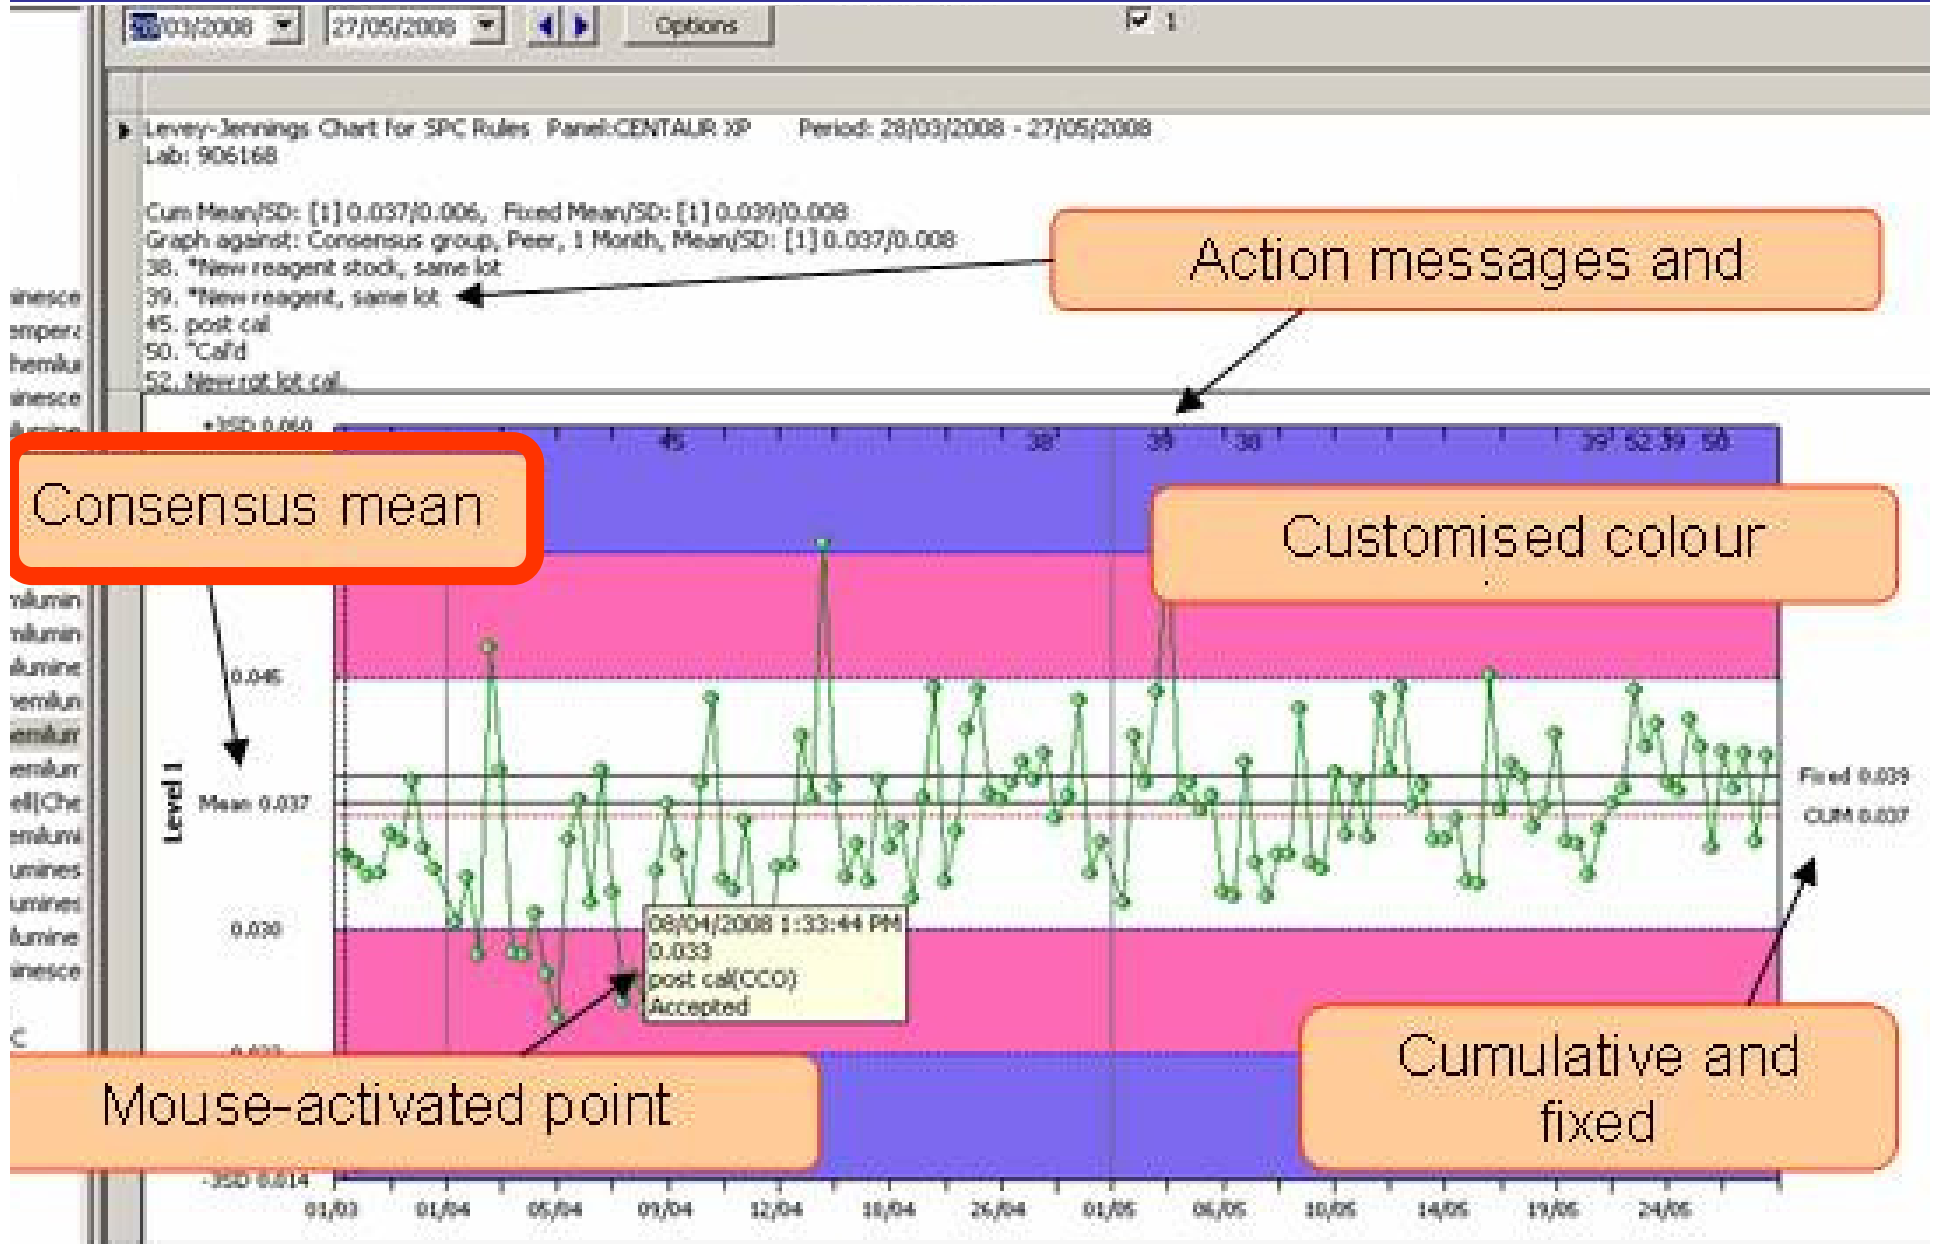 28/03/2008 27/05/2008 Options 1
Levey-Jennings Chart for SPC Rules Panel:CENTAUR XP Period: 28/03/2008 - 27/05/2008
Lab: 906168
Cum Mean/SD: [1] 0.037/0.006, Fixed Mean/SD: [1] 0.039/0.008
Graph against: Consensus group, Peer, 1 Month, Mean/SD: [1] 0.037/0.008
38. *New reagent stock, same lot
39. *New reagent, same lot
45. post cal
50. "Cal'd
52. New rgt lot cal.
Action messages and
+3SD 0.060
45 38 39 38 39 52 39 50
Consensus mean
Customised colour
0.045
Level 1
Mean 0.037
Fixed 0.039
CUM 0.037
0.030
08/04/2008 1:33:44 PM
0.033
post cal(CCO)
Accepted
Mouse-activated point
Cumulative and
fixed
-3SD 0.014
01/03 01/04 05/04 09/04 12/04 18/04 26/04 01/05 06/05 10/05 14/05 19/05 24/05